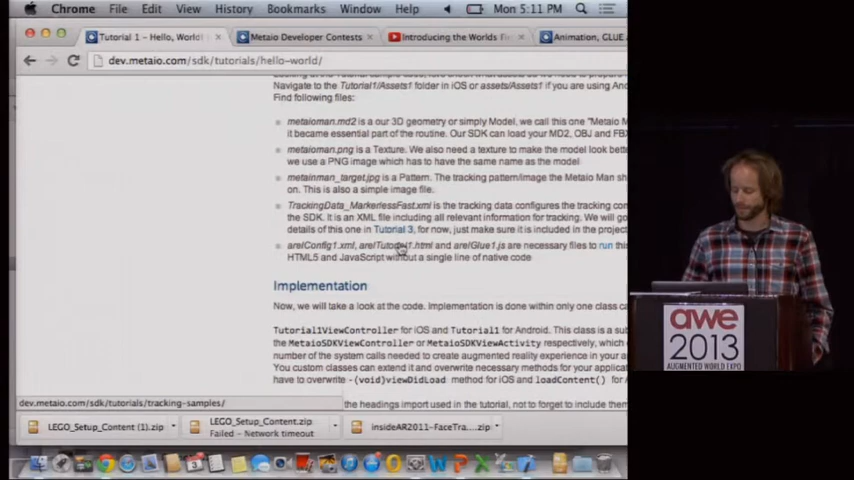 Chrome File Edit View History Bookmarks Window Help Mon 5:11 PM
Tutorial 1 – Hello, World! Metaio Developer Contests Introducing the Worlds Fi Animation, GLUE A
dev.metaio.com/sdk/tutorials/hello-world/
Navigate to the Tutorial1/Assets1 folder in iOS or assets/Assets1 if you are using And
Find following files:
metaioman.md2 is a our 3D geometry or simply Model, we call this one "Metaio M
it became essential part of the routine. Our SDK can load your MD2, OBJ and FBX
metaioman.png is a Texture. We also need a texture to make the model look bette
we use a PNG image which has to have the same name as the model
metainman_target.jpg is a Pattern. The tracking pattern/image the Metaio Man sh
on. This is also a simple image file.
TrackingData_MarkerlessFast.xml is the tracking data configures the tracking con
the SDK. It is an XML file including all relevant information for tracking. We will go
details of this one in Tutorial 3, for now, just make sure it is included in the project
arelConfig1.xml, arelTutorial1.html and arelGlue1.js are necessary files to run this
HTML5 and JavaScript without a single line of native code
Implementation
Now, we will take a look at the code. Implementation is done within only one class ca
Tutorial1ViewController for iOS and Tutorial1 for Android. This class is a sub
the MetaioSDKViewController or MetaioSDKViewActivity respectively, which
number of the system calls needed to create augmented reality experience in your a
You custom classes can extend it and overwrite necessary methods for your applica
have to overwrite -(void)viewDidLoad method for iOS and loadContent() for A
dev.metaio.com/sdk/tutorials/tracking-samples/
the headings import used in the tutorial, not to forget to include them
LEGO_Setup_Content (1).zip LEGO_Setup_Content.zip insideAR2011-FaceTra....zip
Failed - Network timeout
awe
2013
AUGMENTED WORLD EXPO